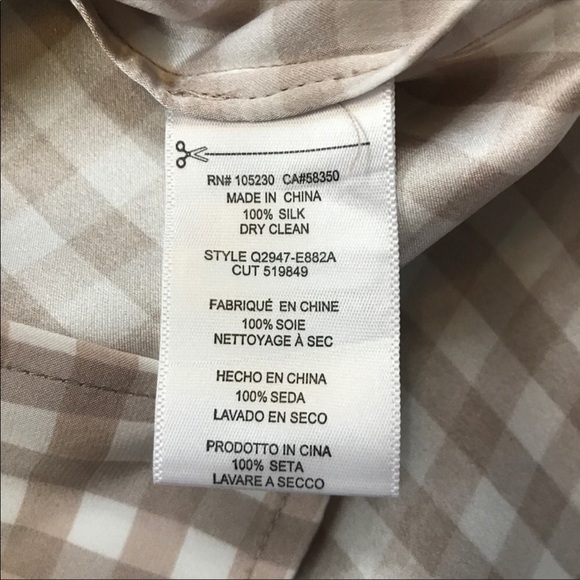 RN# 105230 CA#58350
MADE IN CHINA
100% SILK
DRY CLEAN
STYLE Q2947-E882A
CUT 519849
FABRIQUÉ EN CHINE
100% SOIE
NETTOYAGE À SEC
HECHO EN CHINA
100% SEDA
LAVADO EN SECO
PRODOTTO IN CINA
100% SETA
LAVARE A SECCO